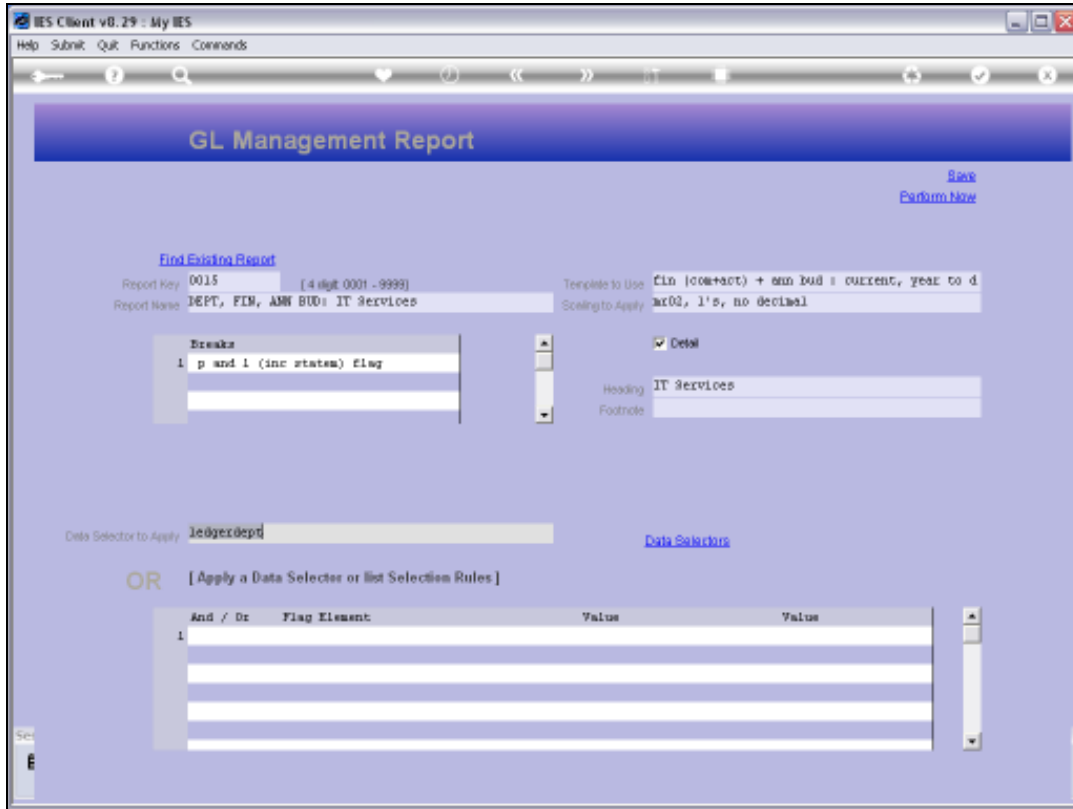 IES Client v8.29 : My IES
Help Submit Quit Functions Commands
GL Management Report
Save
Perform Now
Find Existing Report
Report Key 0015 [ 4 digit: 0001 - 9999]
Template to Use fin (com+act) + ann bud : current, year to d
Report Name DEPT, FIN, ANN BUD: IT Services
Scaling to Apply mr02, 1's, no decimal
Breaks
1 p and l (inc statem) flag
Detail
Heading IT Services
Footnote
Data Selector to Apply ledgerdept
Data Selectors
OR [ Apply a Data Selector or list Selection Rules ]
And / Or Flag Element Value Value
1